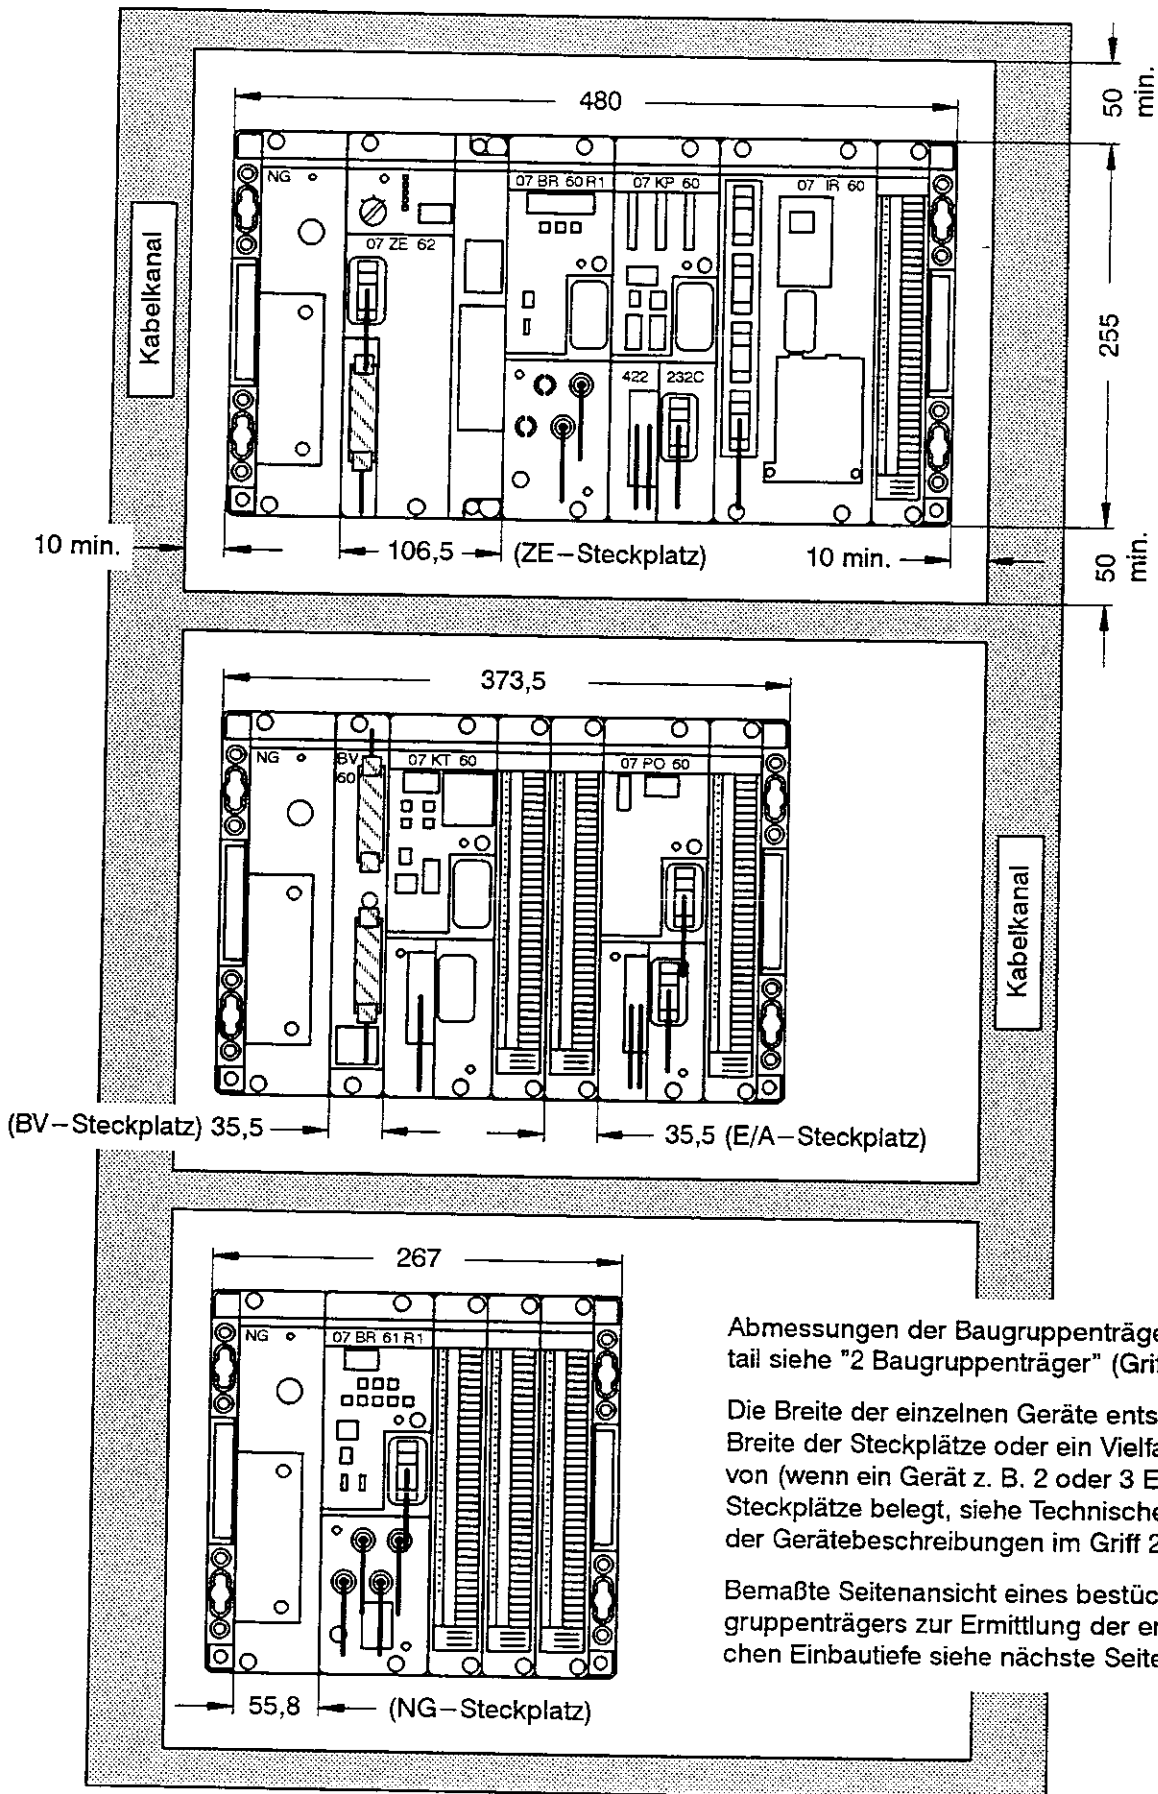 50
min.
480
NG
07 BR 60 R1
07 KP 60
07 IR 60
07 ZE 62
Kabelkanal
255
422
232C
10 min.
106,5
(ZE-Steckplatz)
10 min.
50
min.
373,5
NG
BV
60
07 KT 60
07 PO 60
Kabelkanal
(BV-Steckplatz) 35,5
35,5 (E/A-Steckplatz)
267
NG
07 BR 61 R1
Abmessungen der Baugruppenträge
tail siehe "2 Baugruppenträger" (Grif
Die Breite der einzelnen Geräte ents
Breite der Steckplätze oder ein Vielfa
von (wenn ein Gerät z. B. 2 oder 3 E
Steckplätze belegt, siehe Technische
der Gerätebeschreibungen im Griff 2
Bemaßte Seitenansicht eines bestüc
gruppenträgers zur Ermittlung der er
chen Einbautiefe siehe nächste Seite
55,8
(NG-Steckplatz)